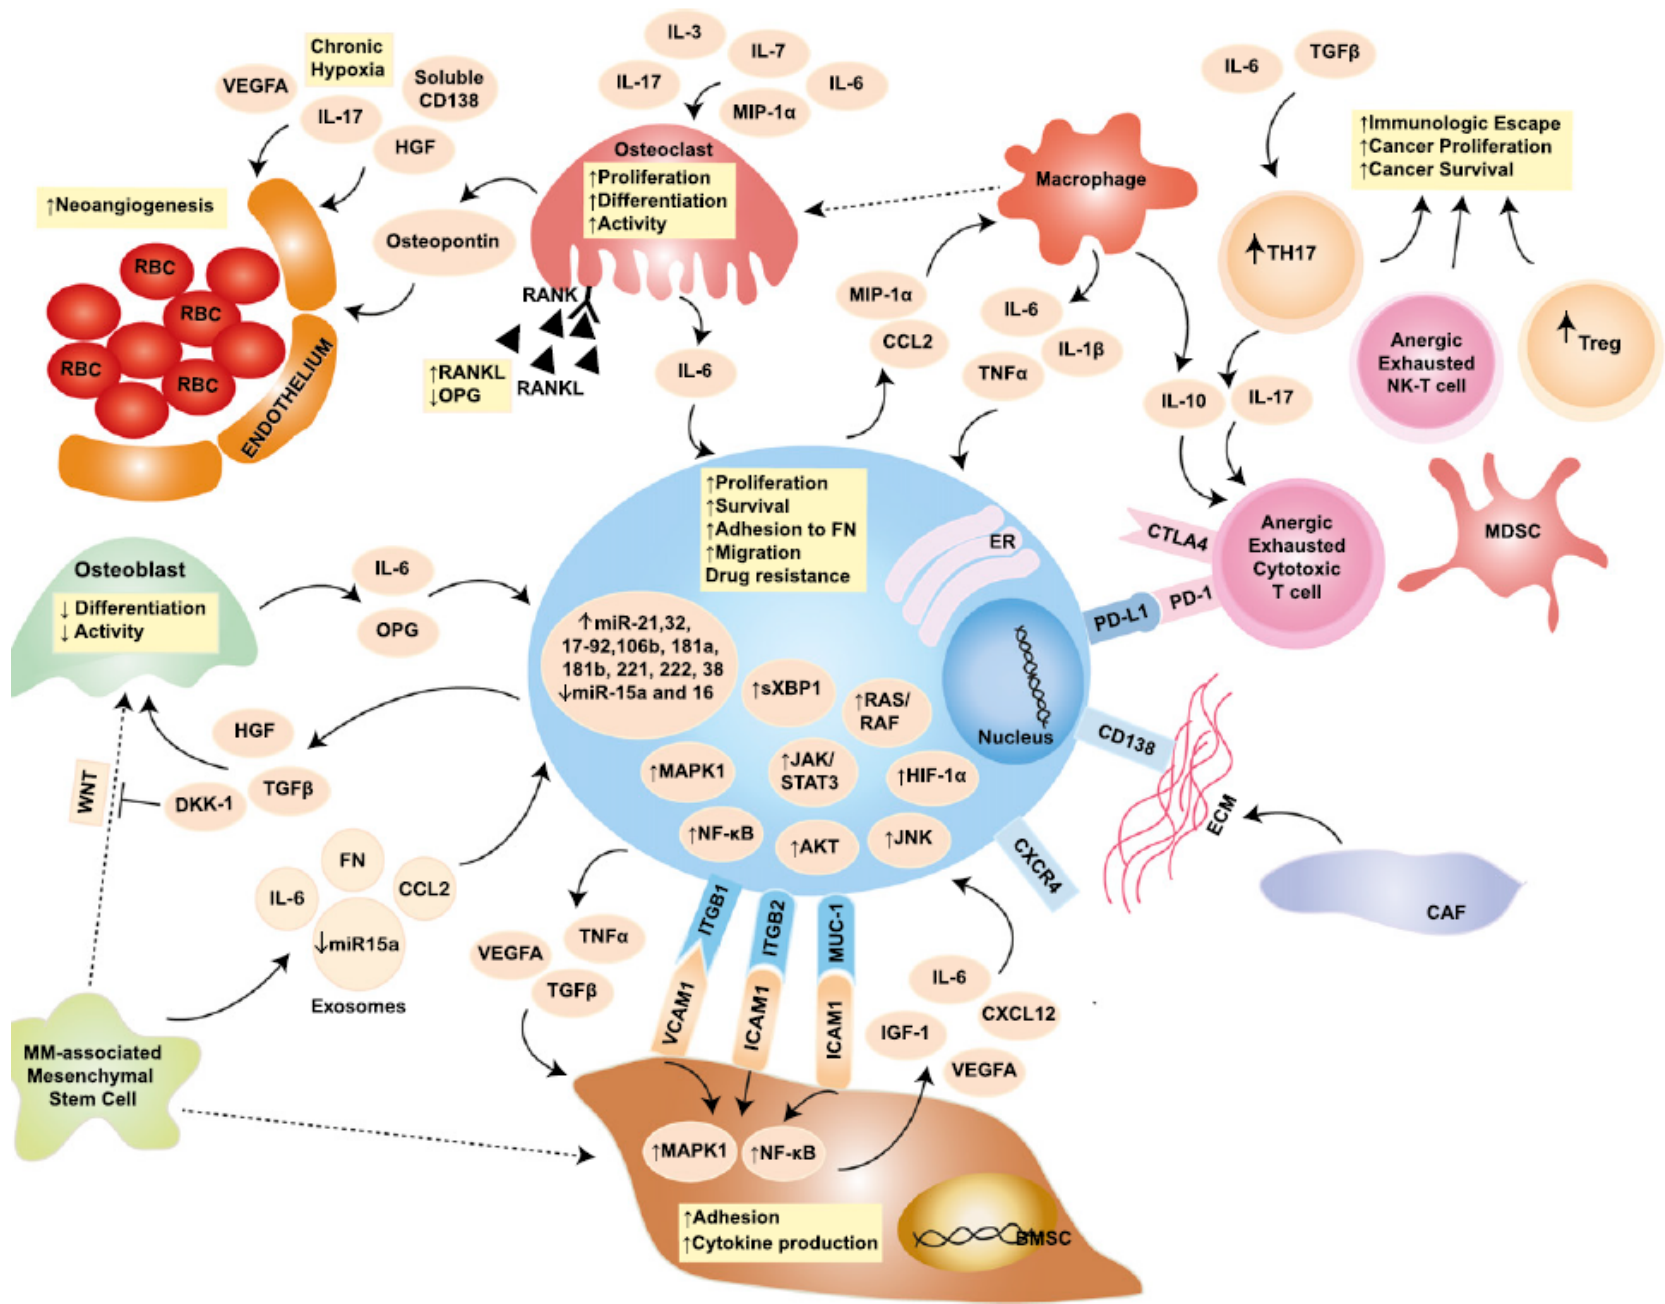 Chronic
Hypoxia
VEGFA
Soluble
CD138
IL-17
HGF
↑Neoangiogenesis
RBC
RBC
RBC
RBC
ENDOTHELIUM
Osteopontin
IL-3
IL-7
IL-17
IL-6
MIP-1α
Osteoclast
↑Proliferation
↑Differentiation
↑Activity
RANK
↑RANKL
↓OPG
RANKL
IL-6
Macrophage
MIP-1α
CCL2
IL-6
IL-1β
TNFα
IL-6
TGFβ
↑Immunologic Escape
↑Cancer Proliferation
↑Cancer Survival
↑TH17
Anergic
Exhausted
NK-T cell
↑Treg
IL-10
IL-17
CTLA4
PD-L1
PD-1
Anergic
Exhausted
Cytotoxic
T cell
MDSC
↑Proliferation
↑Survival
↑Adhesion to FN
↑Migration
Drug resistance
ER
Nucleus
↑miR-21,32,
17-92,106b, 181a,
181b, 221, 222, 38
↓miR-15a and 16
↑sXBP1
↑RAS/
RAF
↑MAPK1
↑JAK/
STAT3
↑HIF-1α
↑NF-κB
↑AKT
↑JNK
CD138
CXCR4
ECM
CAF
Osteoblast
↓ Differentiation
↓ Activity
IL-6
OPG
HGF
TGFβ
DKK-1
WNT
FN
IL-6
CCL2
↓miR15a
Exosomes
MM-associated
Mesenchymal
Stem Cell
TNFα
VEGFA
TGFβ
ITGB1
ITGB2
MUC-1
VCAM1
ICAM1
ICAM1
IL-6
CXCL12
IGF-1
VEGFA
↑MAPK1
↑NF-κB
↑Adhesion
↑Cytokine production
BMSC